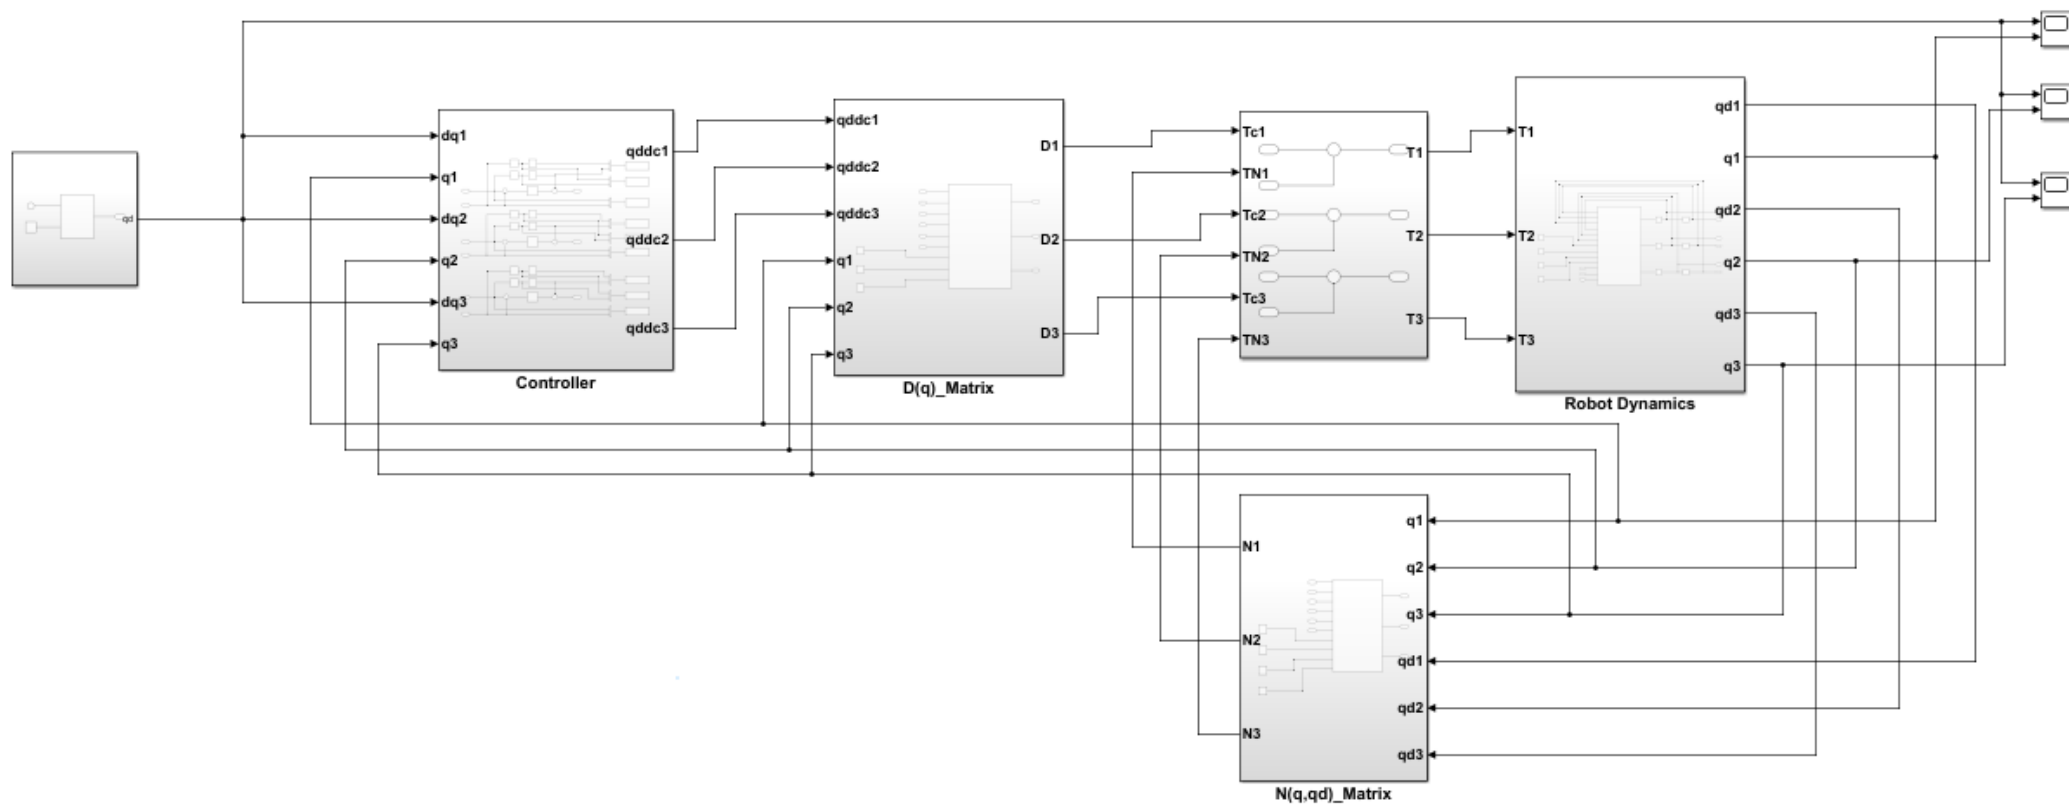 qd
dq1
q1
dq2
q2
dq3
q3
qddc1
qddc2
qddc3
Controller
qddc1
qddc2
qddc3
q1
q2
q3
D1
D2
D3
D(q)_Matrix
Tc1
TN1
Tc2
TN2
Tc3
TN3
T1
T2
T3
T1
T2
T3
qd1
q1
qd2
q2
qd3
q3
Robot Dynamics
N1
N2
N3
q1
q2
q3
qd1
qd2
qd3
N(q,qd)_Matrix